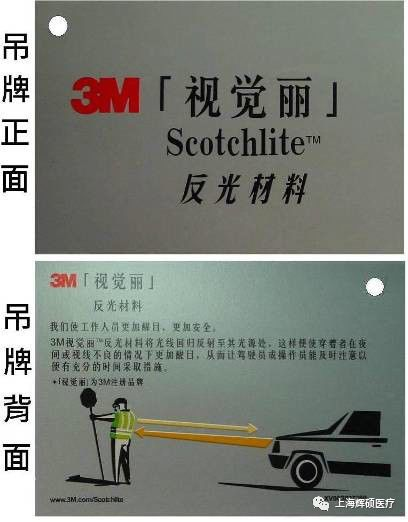 吊牌正面
3M「视觉丽」
Scotchlite™
反光材料
吊牌背面
3M「视觉丽」
反光材料
我们使工作人员更加醒目，更加安全。
3M视觉丽™反光材料将光线回归反射至其光源处，这样便使穿着者在夜
间或视线不良的情况下更加醒目，从而让驾驶员或操作员能及时注意以
便有充分的时间采取措施。
*「视觉丽」为3M注册品牌
www.3M.com/Scotchlite
上海辉硕医疗